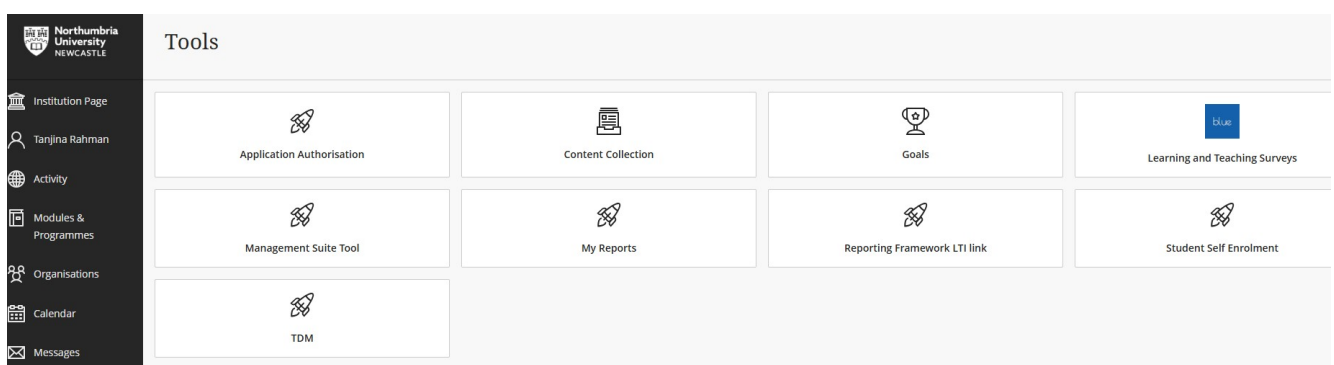 Northumbria
University
NEWCASTLE
Tools
Institution Page
Tanjina Rahman
Activity
Modules &
Programmes
Organisations
Calendar
Messages
Application Authorisation
Content Collection
Goals
blue
Learning and Teaching Surveys
Management Suite Tool
My Reports
Reporting Framework LTI link
Student Self Enrolment
TDM